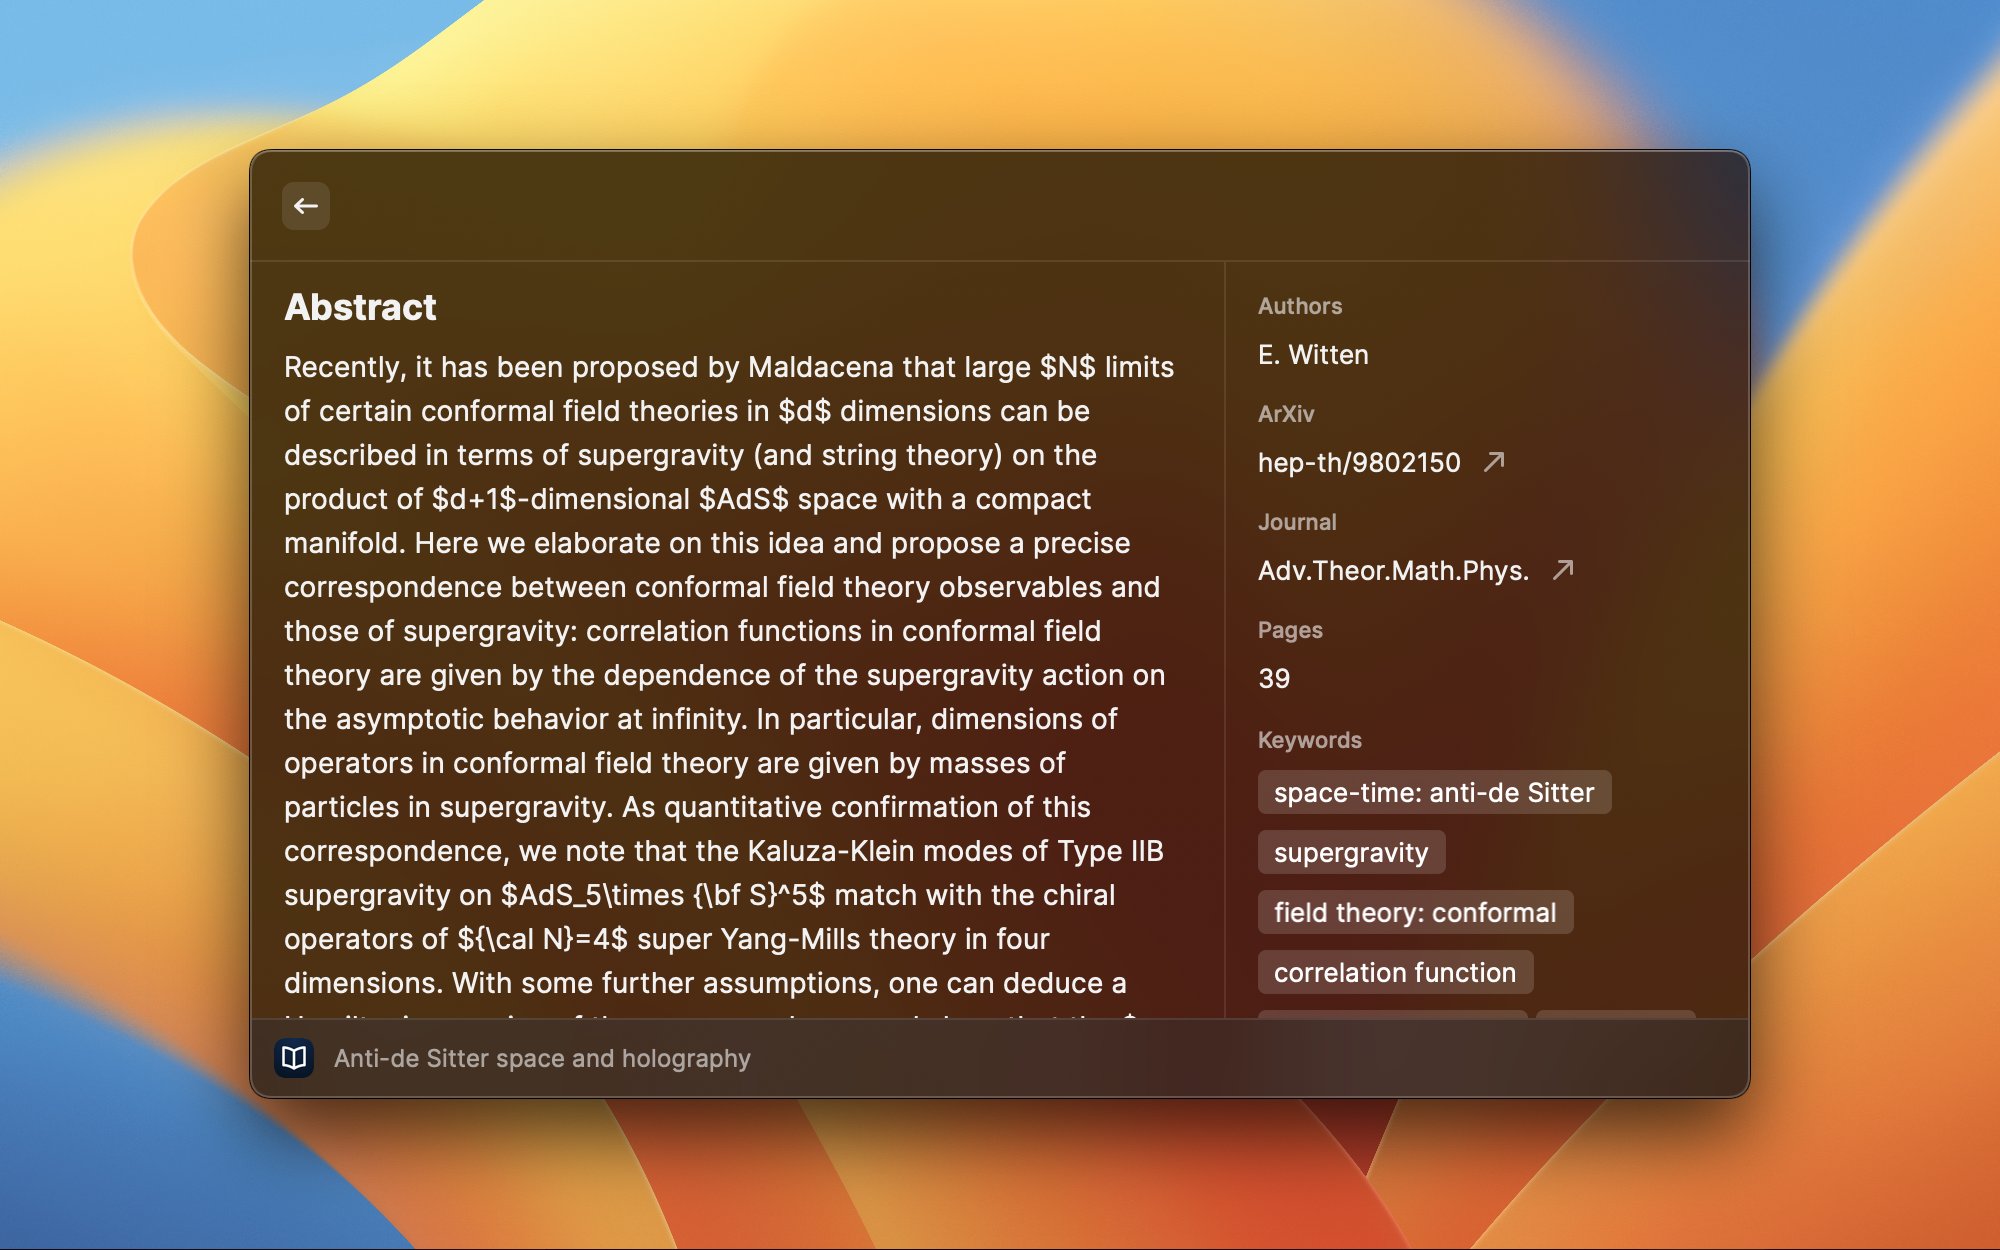 Abstract
Recently, it has been proposed by Maldacena that large $N$ limits
of certain conformal field theories in $d$ dimensions can be
described in terms of supergravity (and string theory) on the
product of $d+1$-dimensional $AdS$ space with a compact
manifold. Here we elaborate on this idea and propose a precise
correspondence between conformal field theory observables and
those of supergravity: correlation functions in conformal field
theory are given by the dependence of the supergravity action on
the asymptotic behavior at infinity. In particular, dimensions of
operators in conformal field theory are given by masses of
particles in supergravity. As quantitative confirmation of this
correspondence, we note that the Kaluza-Klein modes of Type IIB
supergravity on $AdS_5\times {\bf S}^5$ match with the chiral
operators of ${\cal N}=4$ super Yang-Mills theory in four
dimensions. With some further assumptions, one can deduce a
Authors
E. Witten
ArXiv
hep-th/9802150
Journal
Adv.Theor.Math.Phys.
Pages
39
Keywords
space-time: anti-de Sitter
supergravity
field theory: conformal
correlation function
Anti-de Sitter space and holography